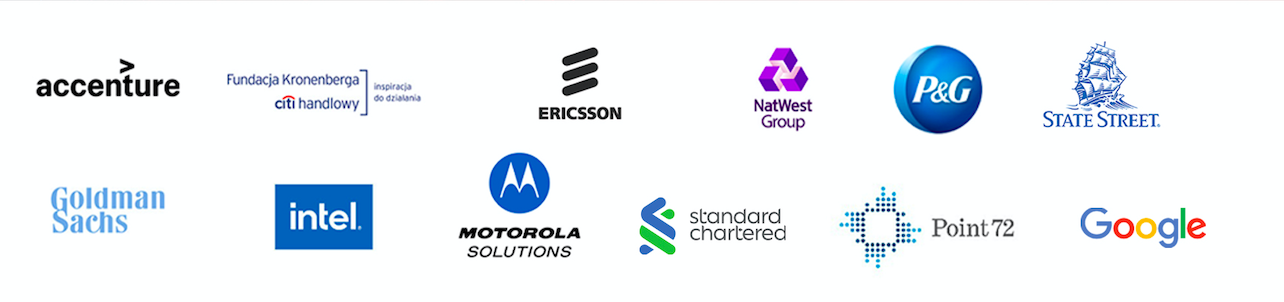 accenture
Fundacja Kronenberga
citi handlowy
inspiracja
do działania
ERICSSON
NatWest
Group
P&G
STATE STREET.
Goldman
Sachs
intel.
MOTOROLA
SOLUTIONS
standard
chartered
Point72
Google